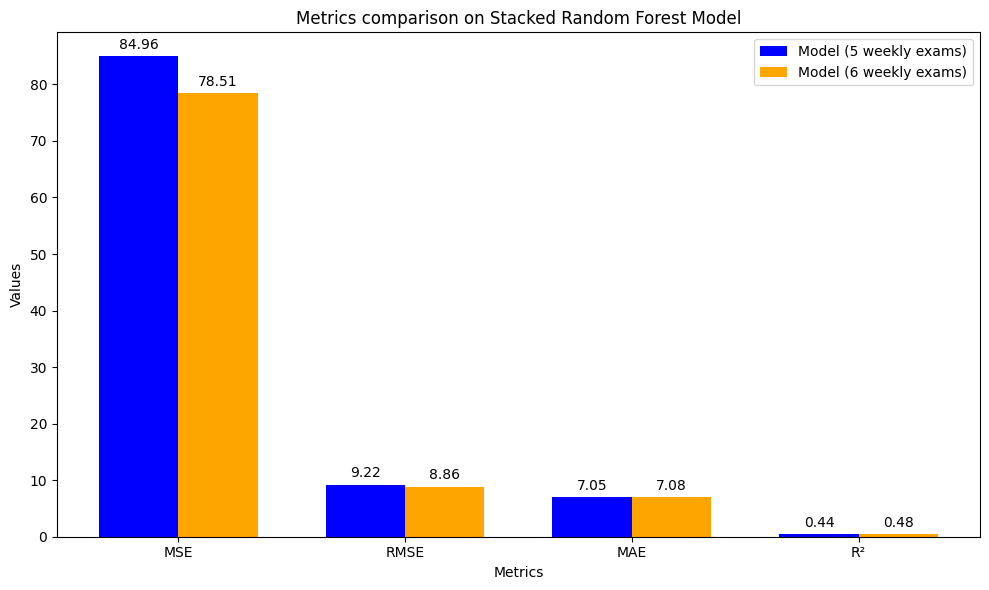 Metrics comparison on Stacked Random Forest Model
Model (5 weekly exams)
Model (6 weekly exams)
Values
80
70
60
50
40
30
20
10
0
84.96
78.51
9.22
8.86
7.05
7.08
0.44
0.48
MSE
RMSE
MAE
R²
Metrics